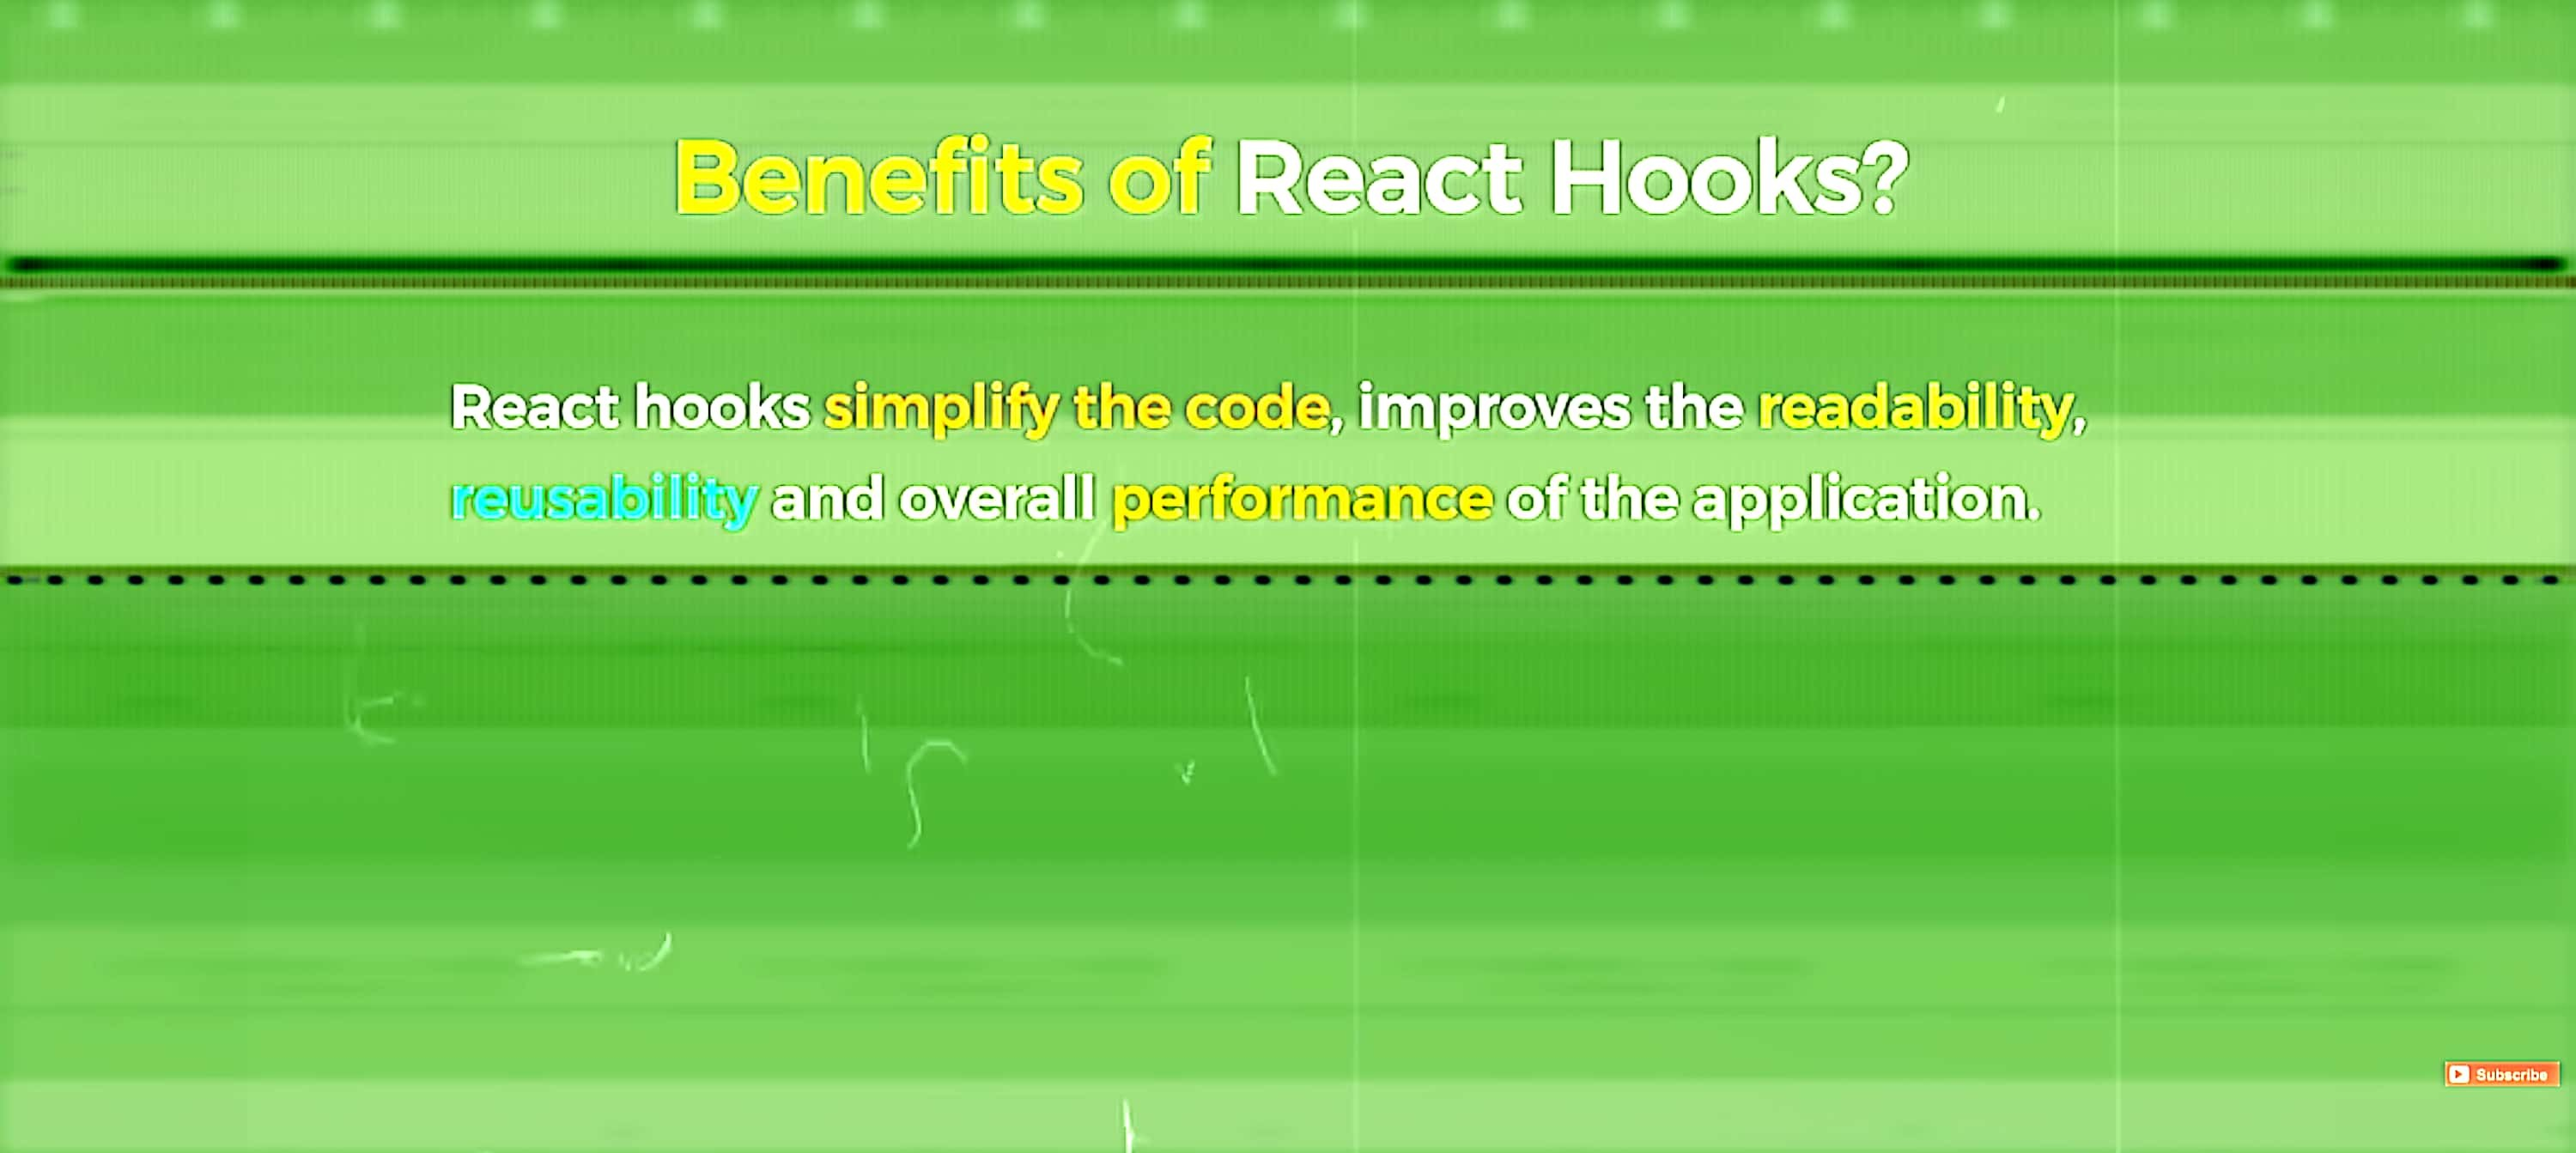 Benefits of React Hooks?
React hooks simplify the code, improves the readability,
reusability and overall performance of the application.
Subscribe